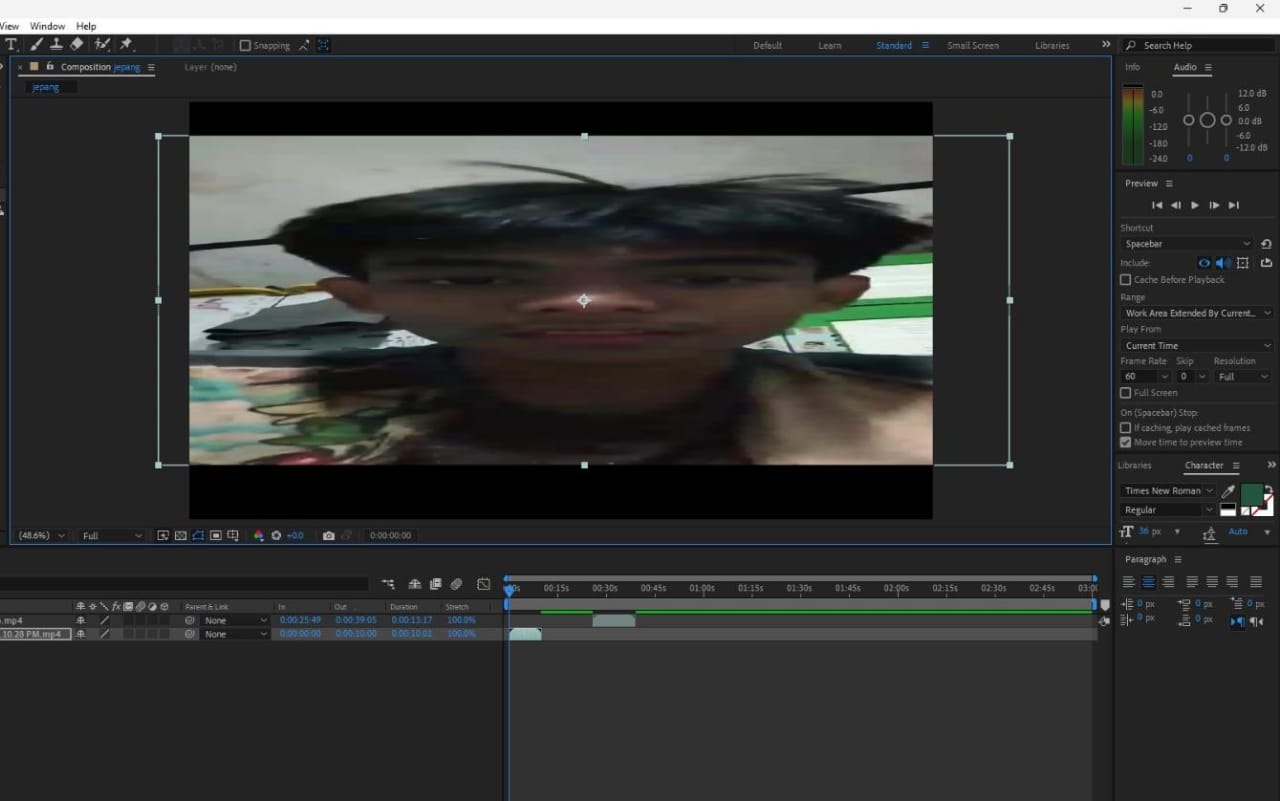 View Window Help
T Snapping Default Learn Standard Small Screen Libraries Search Help
Composition jepang Layer (none)
jepang
Info Audio
0.0
-6.0
-12.0
-18.0
-24.0
12.0 dB
6.0
0.0 dB
-6.0
-12.0 dB
0 0
Preview
Shortcut
Spacebar
Include:
Cache Before Playback
Range
Work Area Extended By Current...
Play From
Current Time
Frame Rate Skip Resolution
60 0 Full
Full Screen
On (Spacebar) Stop:
If caching, play cached frames
Move time to preview time
Libraries Character
Times New Roman
Regular
36 px Auto
Paragraph
0 px 0 px 0 px
0 px 0 px
(48.6%) Full +0.0 0:00:00:00
00:15s 00:30s 00:45s 01:00s 01:15s 01:30s 01:45s 02:00s 02:15s 02:30s 02:45s 03:0
fx Parent & Link In Out Duration Stretch
.mp4 None 0:00:25:49 0:00:39:05 0:00:13:17 100.0%
10.28 PM.mp4 None 0:00:00:00 0:00:10:00 0:00:10:01 100.0%